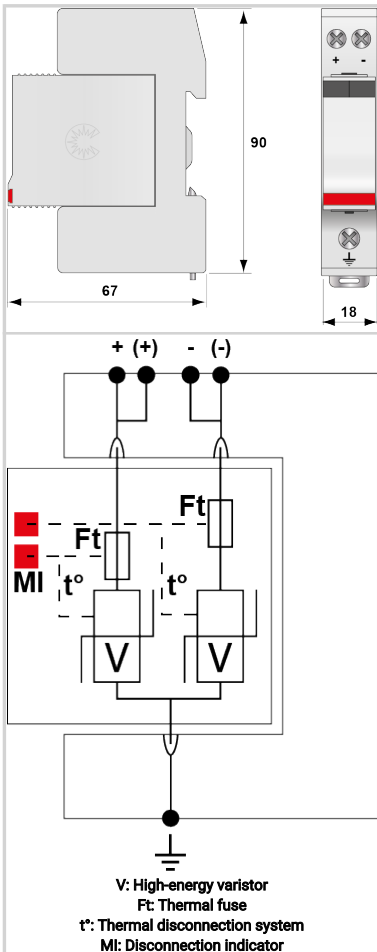 + -
90
67
18
+ (+) - (-)
Ft
Ft
MI
t° t°
V V
V: High-energy varistor
Ft: Thermal fuse
t°: Thermal disconnection system
MI: Disconnection indicator